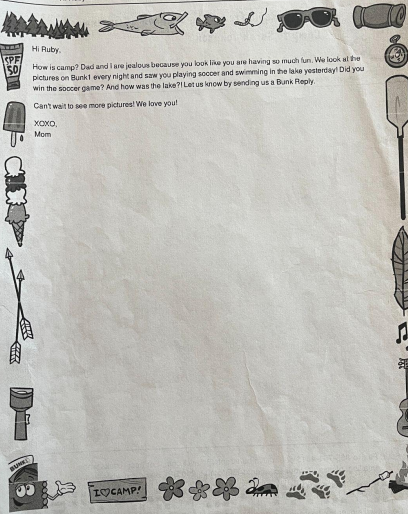 Hi Ruby,
How is camp? Dad and I are jealous because you look like you are having so much fun. We look at the
pictures on Bunk1 every night and saw you playing soccer and swimming in the lake yesterday! Did you
win the soccer game? And how was the lake?! Let us know by sending us a Bunk Reply.
Can't wait to see more pictures! We love you!
XOXO,
Mom
SPF
50
BUNK1
I♡CAMP!